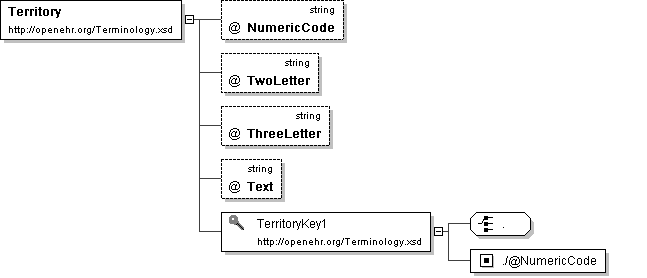 Territory
http://openehr.org/Terminology.xsd
string
@ NumericCode
string
@ TwoLetter
string
@ ThreeLetter
string
@ Text
TerritoryKey1
http://openehr.org/Terminology.xsd
.
./@NumericCode